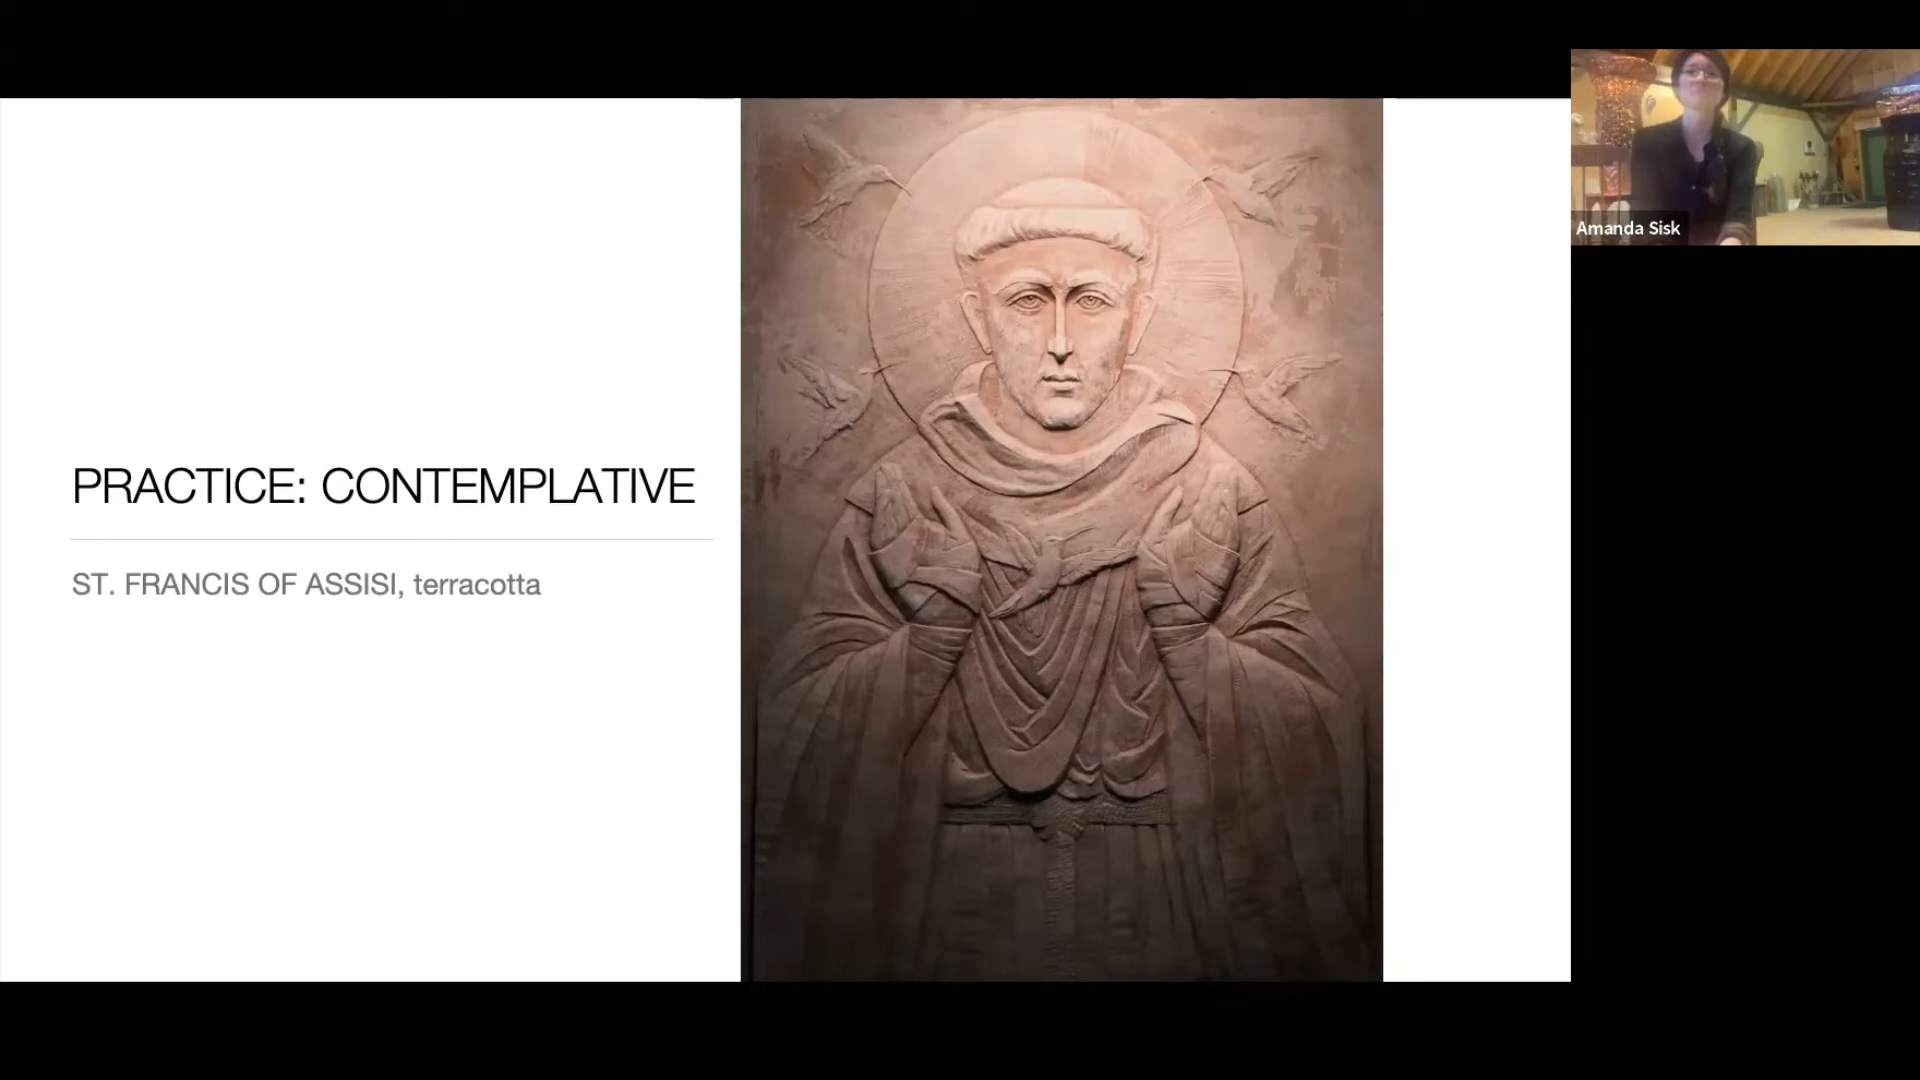 PRACTICE: CONTEMPLATIVE
ST. FRANCIS OF ASSISI, terracotta
Amanda Sisk